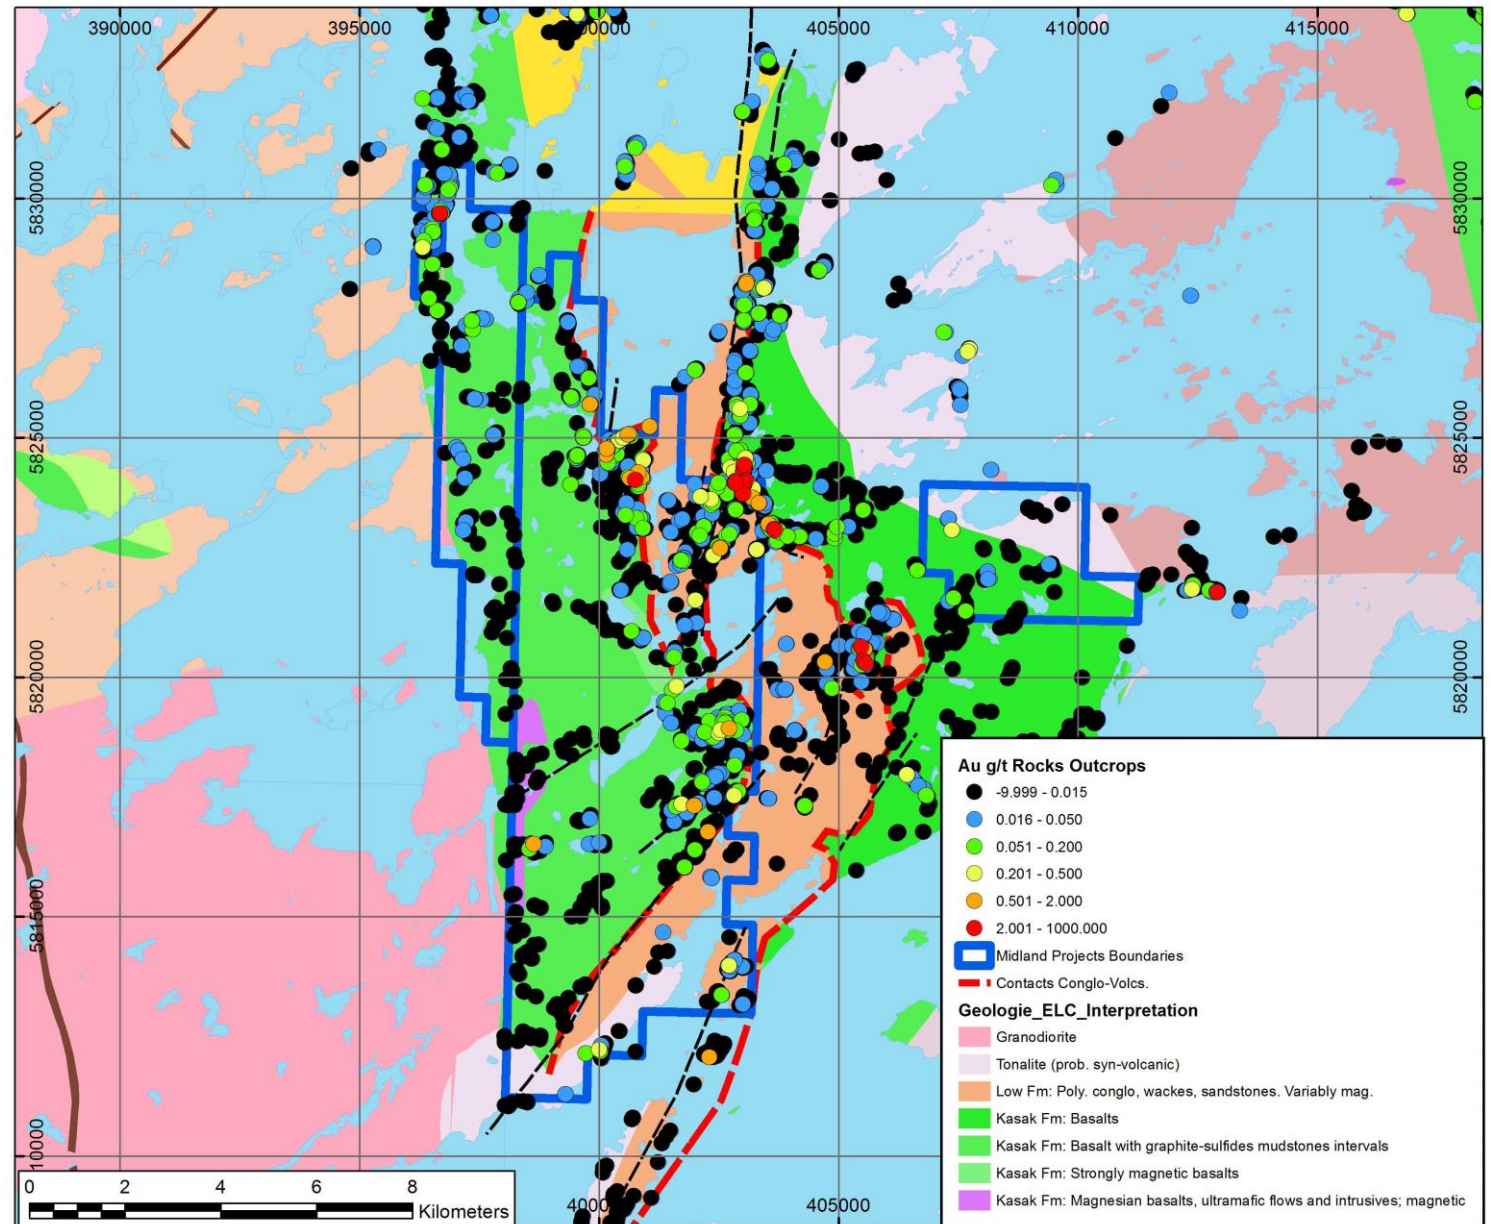 390000 395000 400000 405000 410000 415000
5830000 5830000
5825000 5825000
5820000 5820000
5815000
5810000
400000 405000
Au g/t Rocks Outcrops
-9.999 - 0.015
0.016 - 0.050
0.051 - 0.200
0.201 - 0.500
0.501 - 2.000
2.001 - 1000.000
Midland Projects Boundaries
Contacts Conglo-Volcs.
Geologie_ELC_Interpretation
Granodiorite
Tonalite (prob. syn-volcanic)
Low Fm: Poly. conglo, wackes, sandstones. Variably mag.
Kasak Fm: Basalts
Kasak Fm: Basalt with graphite-sulfides mudstones intervals
Kasak Fm: Strongly magnetic basalts
Kasak Fm: Magnesian basalts, ultramafic flows and intrusives; magnetic
0 2 4 6 8
Kilometers